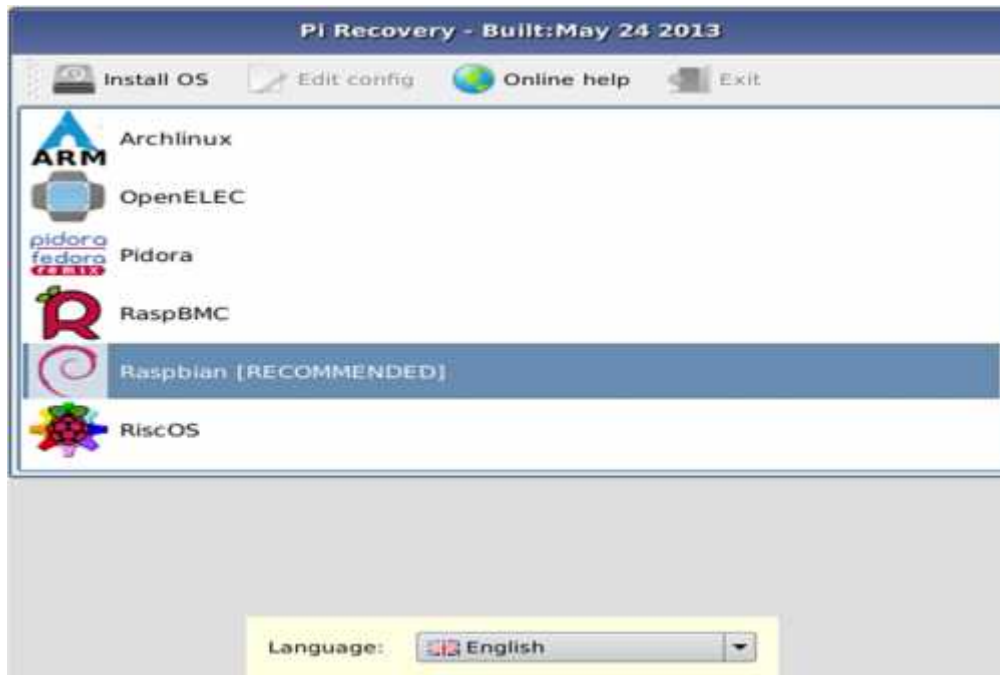 Pi Recovery - Built:May 24 2013
Install OS Edit config Online help Exit
ARM Archlinux
OpenELEC
pidora
fedora
remix
Pidora
RaspBMC
Raspbian [RECOMMENDED]
RiscOS
Language: English